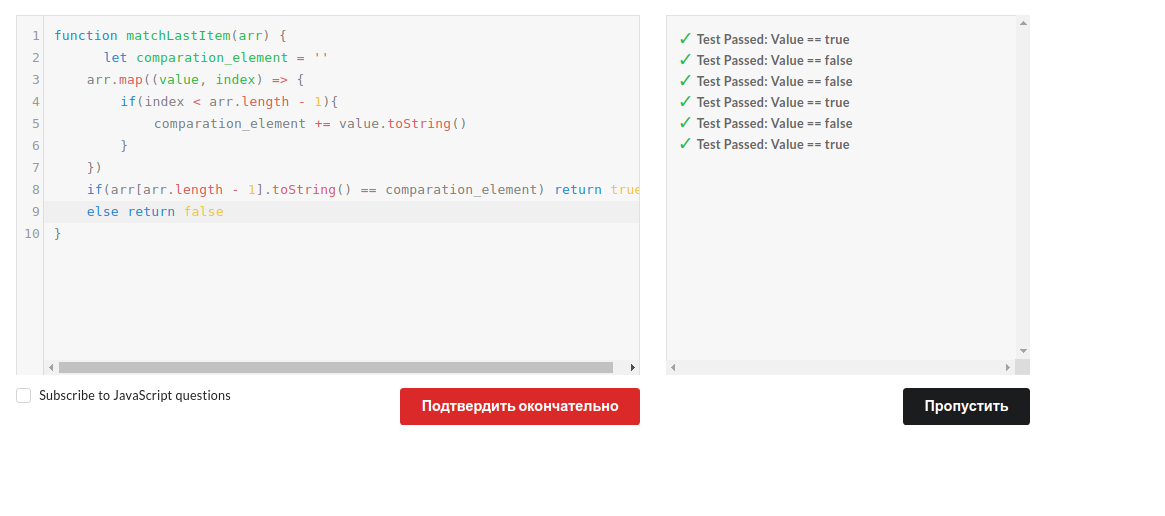 1 function matchLastItem(arr) {
2 let comparation_element = ''
3 arr.map((value, index) => {
4 if(index < arr.length - 1){
5 comparation_element += value.toString()
6 }
7 })
8 if(arr[arr.length - 1].toString() == comparation_element) return true
9 else return false
10 }
✓ Test Passed: Value == true
✓ Test Passed: Value == false
✓ Test Passed: Value == false
✓ Test Passed: Value == true
✓ Test Passed: Value == false
✓ Test Passed: Value == true
Subscribe to JavaScript questions
Подтвердить окончательно
Пропустить